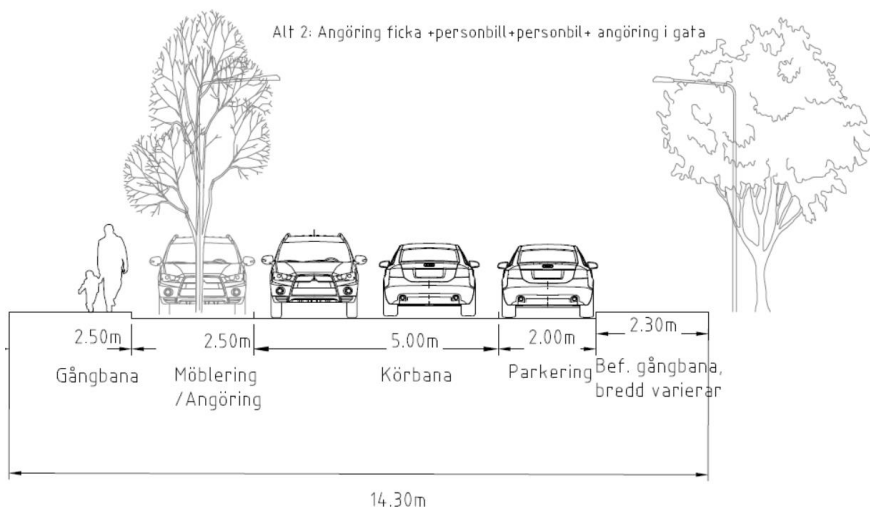 Alt 2: Angöring ficka +personbill+personbil+ angöring i gata
2.50m
2.50m
5.00m
2.00m
2.30m
Gångbana
Möblering
/Angöring
Körbana
Parkering
Bef. gångbana,
bredd varierar
14.30m